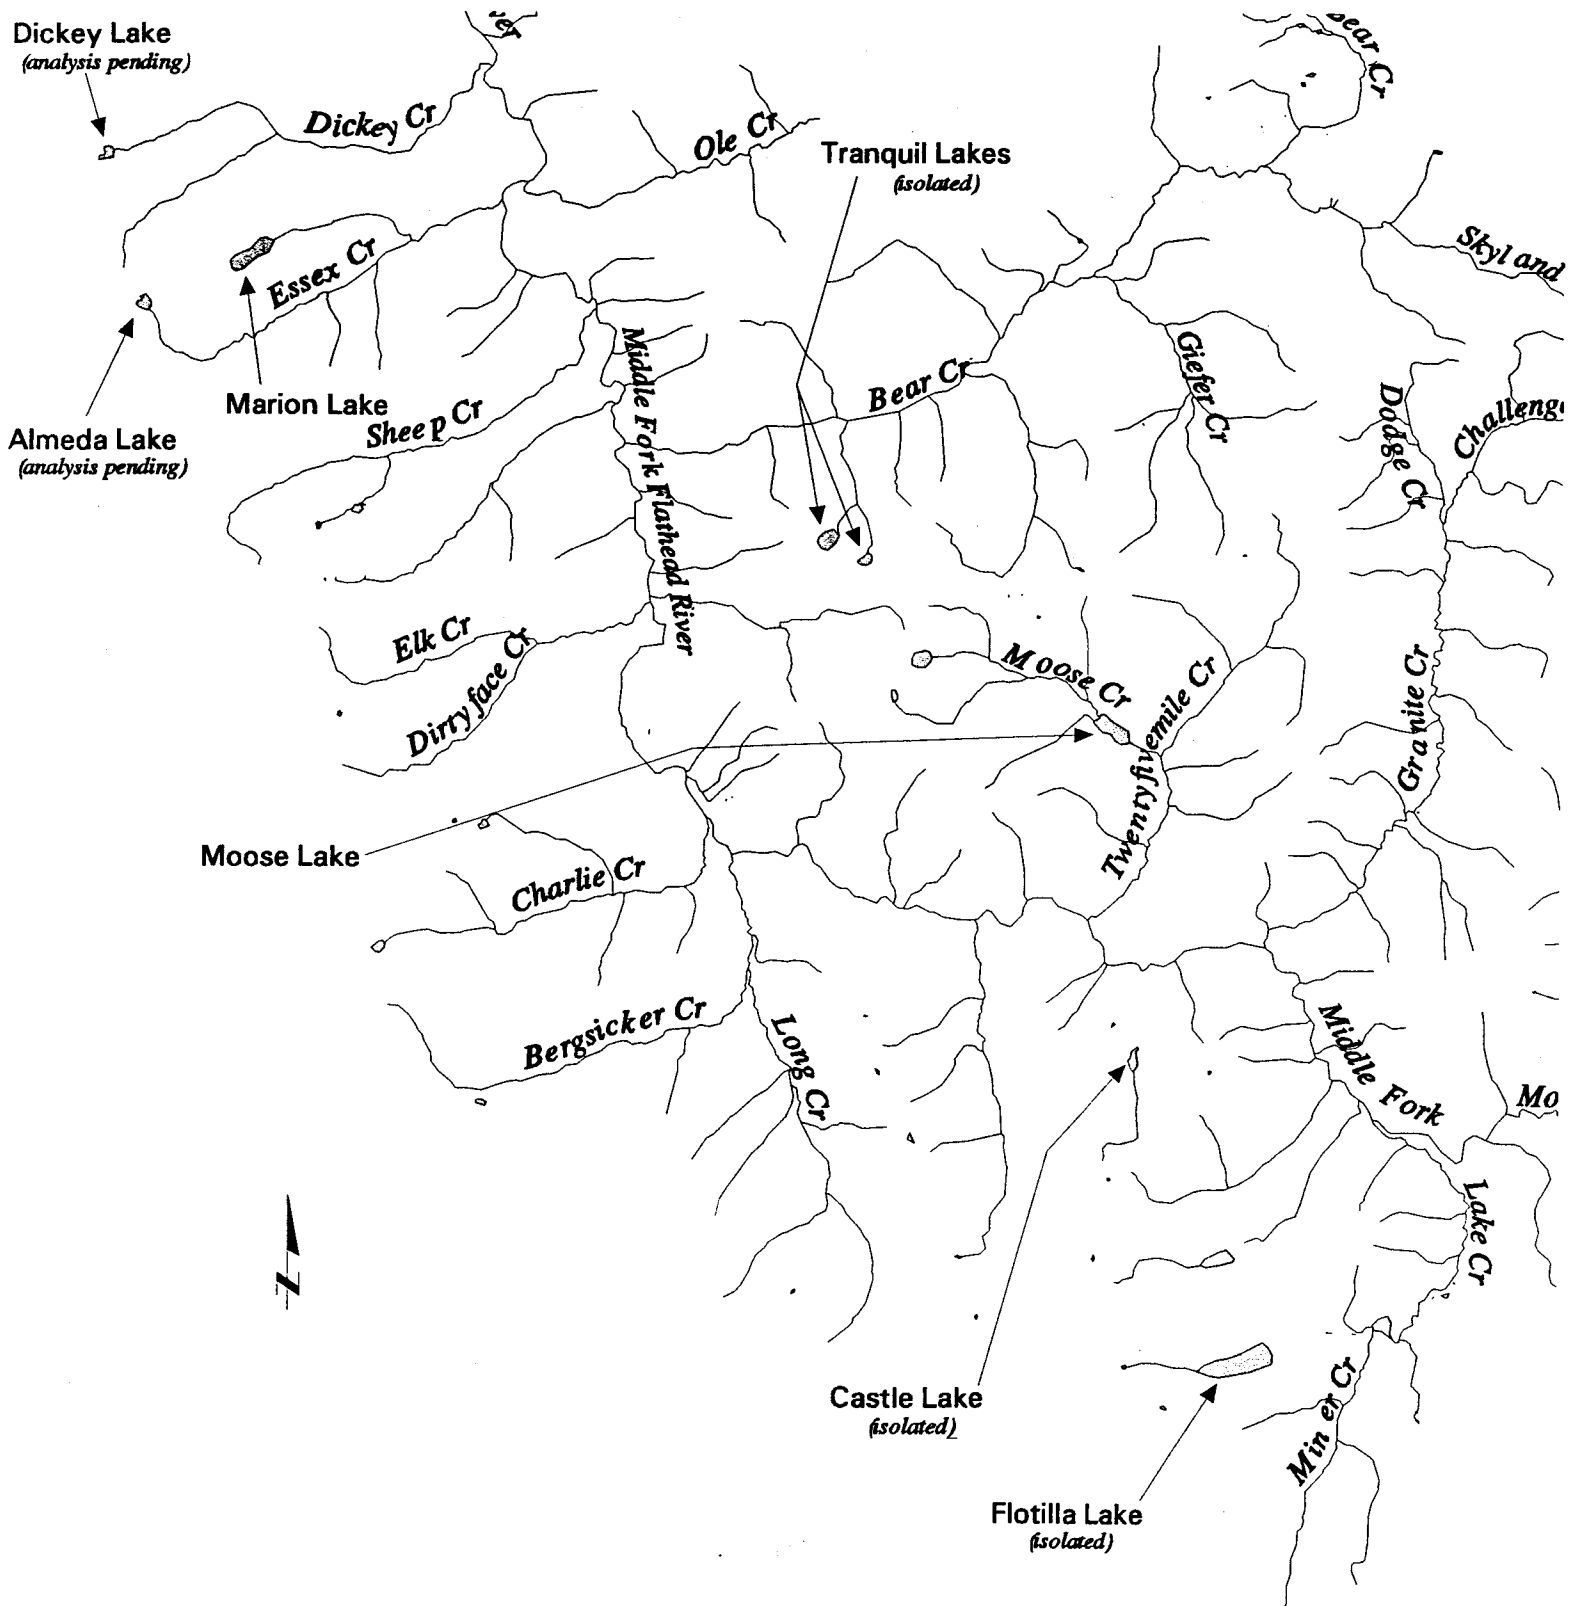 Dickey Lake
(analysis pending)
Dickey Cr
Ole Cr
Bear Cr
Tranquil Lakes
(isolated)
Essex Cr
Skyland
Marion Lake
Almeda Lake
(analysis pending)
Sheep Cr
Middle Fork Flathead River
Bear Cr
Giefer Cr
Dodge Cr
Challeng
Elk Cr
Dirtyface Cr
Moose Cr
Twentyfivemile Cr
Granite Cr
Moose Lake
Charlie Cr
Bergsicker Cr
Long Cr
Middle Fork
Mo
Lake Cr
N
Castle Lake
(isolated)
Miner Cr
Flotilla Lake
(isolated)